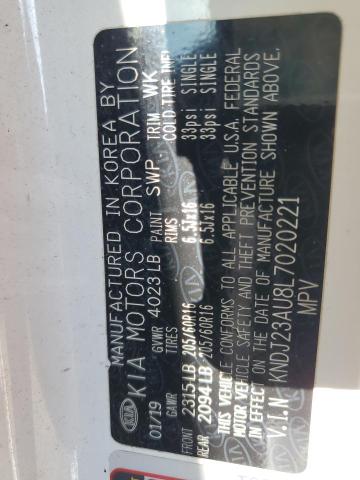 MANUFACTURED IN KOREA BY
KIA MOTORS CORPORATION
KIA
01/19 GVWR 4023LB PAINT SWP TRIM WK
GAWR TIRES RIMS COLD TIRE INFL
FRONT 2315LB 205/60R16 6.5Jx16 33psi SINGLE
REAR 2094LB 205/60R16 6.5Jx16 33psi SINGLE
THIS VEHICLE CONFORMS TO ALL APPLICABLE U.S.A. FEDERAL
MOTOR VEHICLE SAFETY AND THEFT PREVENTION STANDARDS
IN EFFECT ON THE DATE OF MANUFACTURE SHOWN ABOVE.
V.I.N KNDJ23AU8L7020221
MPV